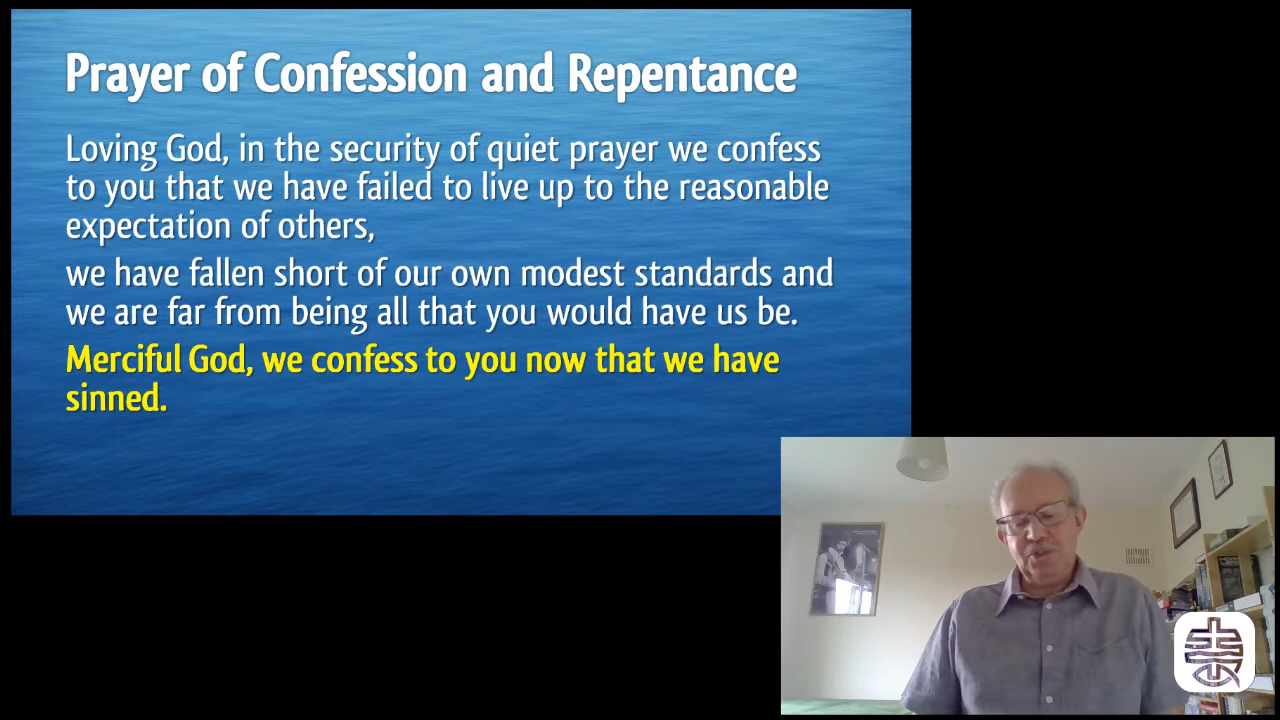 Prayer of Confession and Repentance
Loving God, in the security of quiet prayer we confess
to you that we have failed to live up to the reasonable
expectation of others,
we have fallen short of our own modest standards and
we are far from being all that you would have us be.
Merciful God, we confess to you now that we have
sinned.